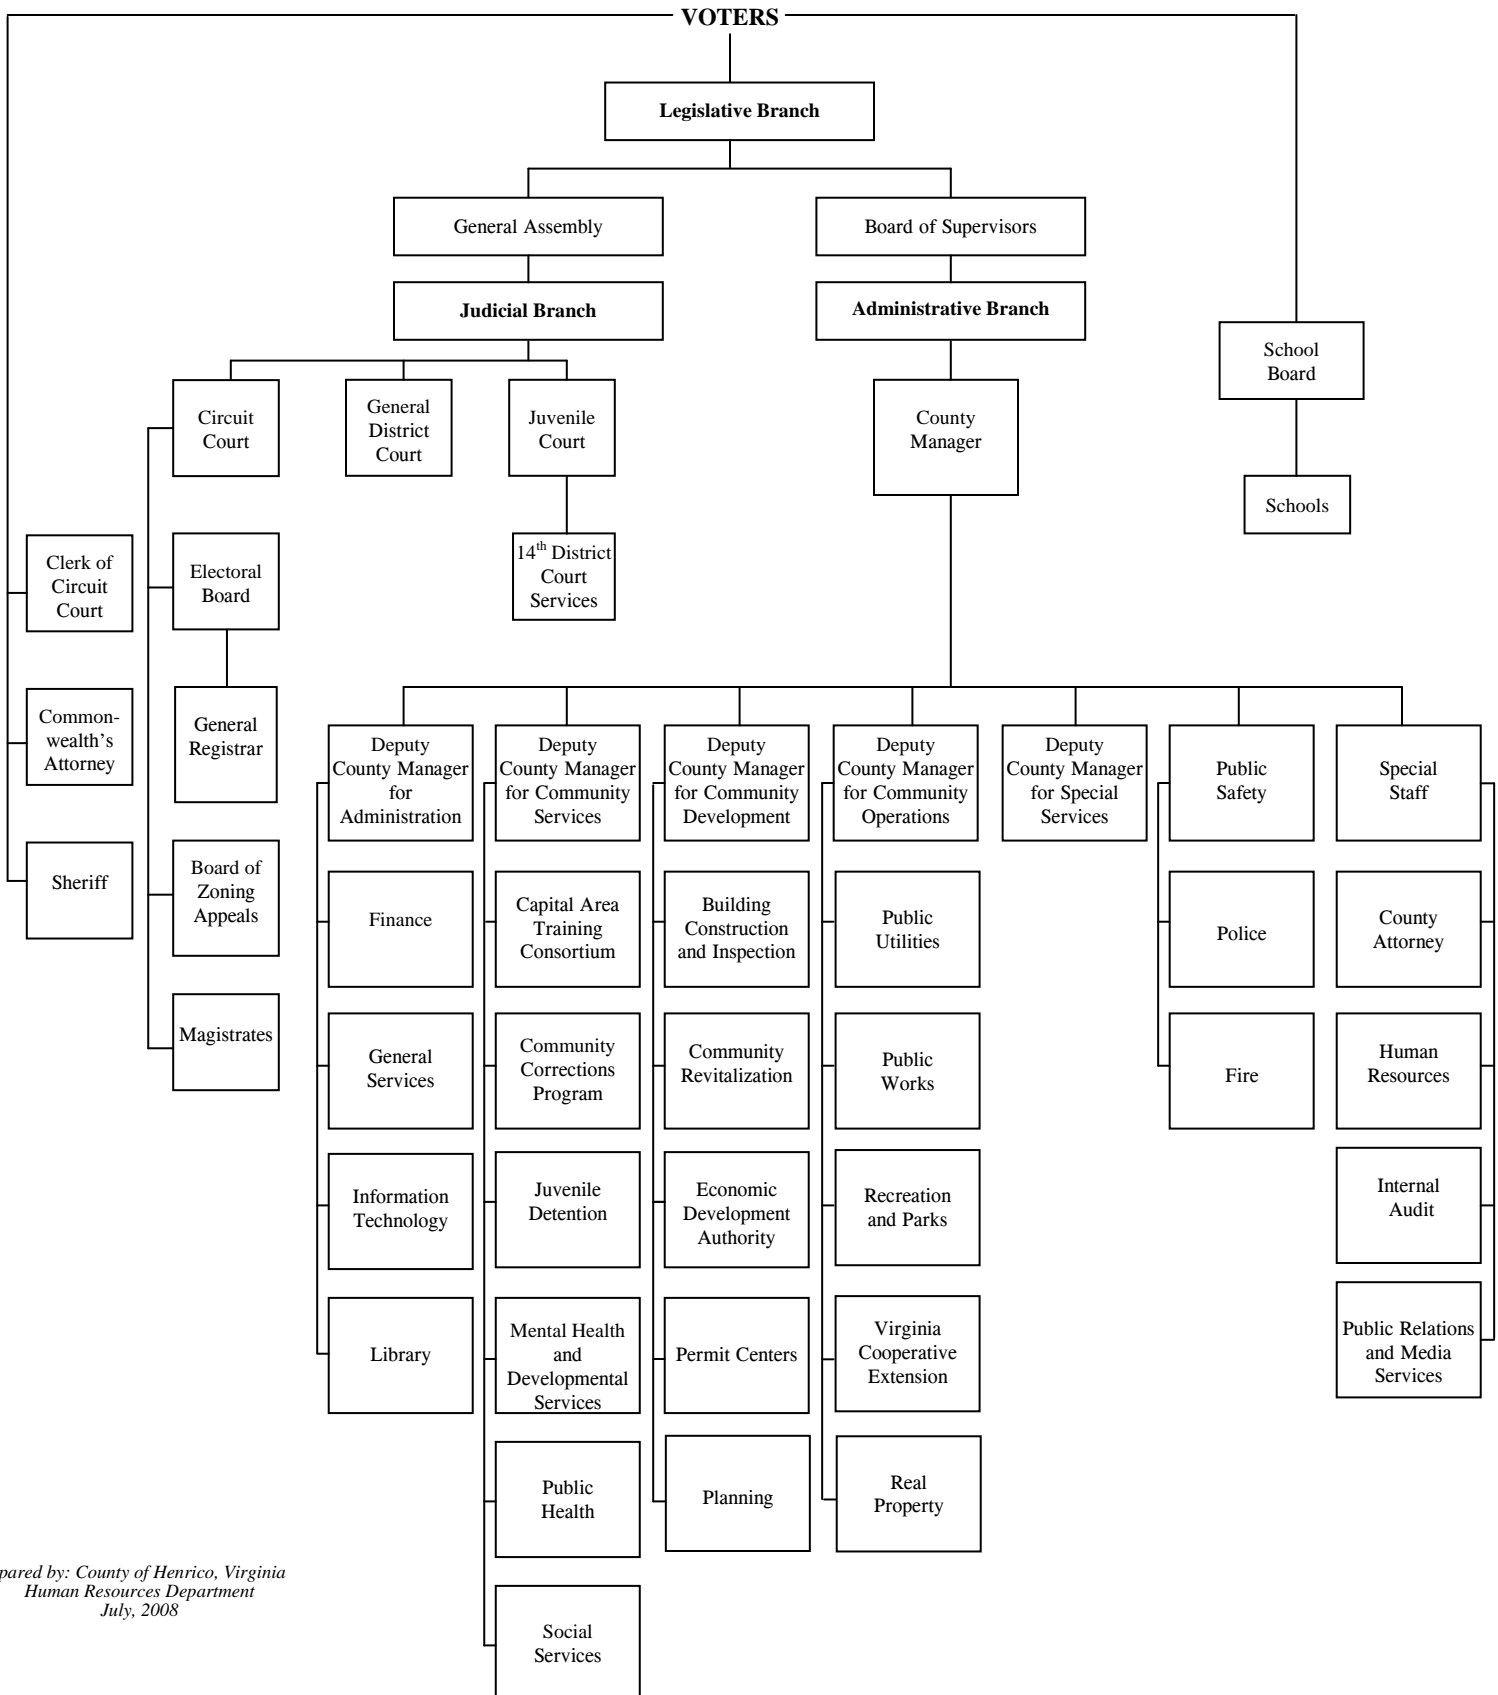 VOTERS
Legislative Branch
General Assembly
Board of Supervisors
Judicial Branch
Administrative Branch
School
Board
Circuit
Court
General
District
Court
Juvenile
Court
County
Manager
Schools
Clerk of
Circuit
Court
Electoral
Board
14th District
Court
Services
Common-
wealth's
Attorney
General
Registrar
Sheriff
Board of
Zoning
Appeals
Magistrates
Deputy
County Manager
for
Administration
Deputy
County Manager
for Community
Services
Deputy
County Manager
for Community
Development
Deputy
County Manager
for Community
Operations
Deputy
County Manager
for Special
Services
Public
Safety
Special
Staff
Finance
Capital Area
Training
Consortium
Building
Construction
and Inspection
Public
Utilities
Police
County
Attorney
General
Services
Community
Corrections
Program
Community
Revitalization
Public
Works
Fire
Human
Resources
Information
Technology
Juvenile
Detention
Economic
Development
Authority
Recreation
and Parks
Internal
Audit
Library
Mental Health
and
Developmental
Services
Permit Centers
Virginia
Cooperative
Extension
Public Relations
and Media
Services
Public
Health
Planning
Real
Property
Social
Services
pared by: County of Henrico, Virginia
Human Resources Department
July, 2008